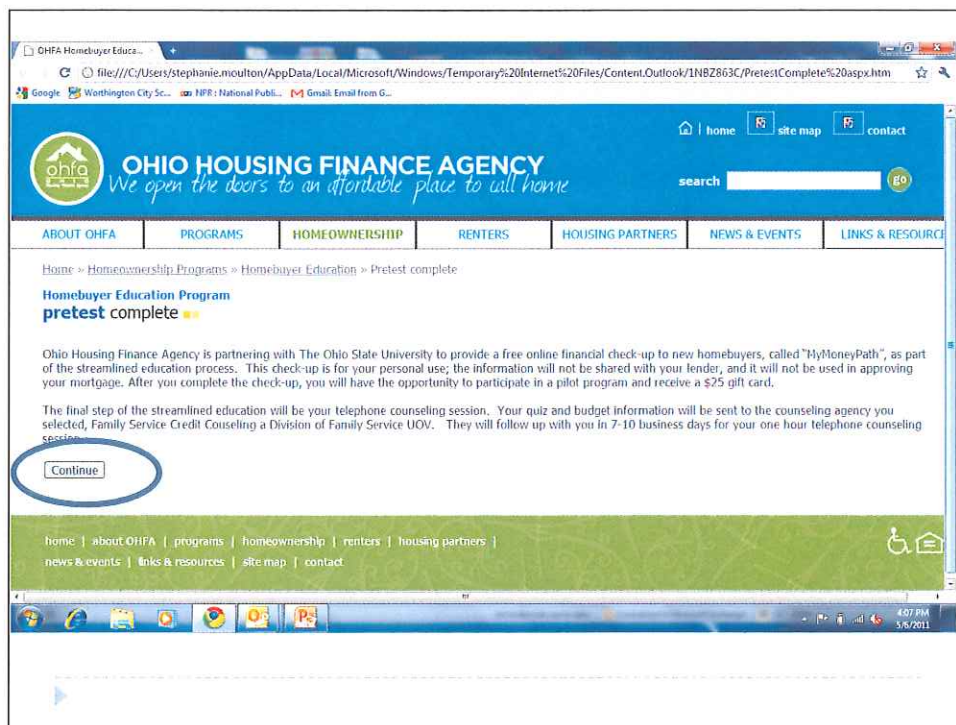 OHFA Homebuyer Educa...
file:///C:/Users/stephanie.moulton/AppData/Local/Microsoft/Windows/Temporary%20Internet%20Files/Content.Outlook/1NBZ863C/PretestComplete%20aspx.htm
Google Worthington City Sc... NPR : National Publi... Gmail: Email from G...
home site map contact
ohfa
OHIO HOUSING FINANCE AGENCY
We open the doors to an affordable place to call home
search go
ABOUT OHFA PROGRAMS HOMEOWNERSHIP RENTERS HOUSING PARTNERS NEWS & EVENTS LINKS & RESOURC
Home » Homeownership Programs » Homebuyer Education » Pretest complete
Homebuyer Education Program
pretest complete
Ohio Housing Finance Agency is partnering with The Ohio State University to provide a free online financial check-up to new homebuyers, called "MyMoneyPath", as part
of the streamlined education process. This check-up is for your personal use; the information will not be shared with your lender, and it will not be used in approving
your mortgage. After you complete the check-up, you will have the opportunity to participate in a pilot program and receive a $25 gift card.
The final step of the streamlined education will be your telephone counseling session. Your quiz and budget information will be sent to the counseling agency you
selected, Family Service Credit Couseling a Division of Family Service UOV. They will follow up with you in 7-10 business days for your one hour telephone counseling
session.
Continue
home | about OHFA | programs | homeownership | renters | housing partners |
news & events | links & resources | site map | contact
4:07 PM
5/6/2011